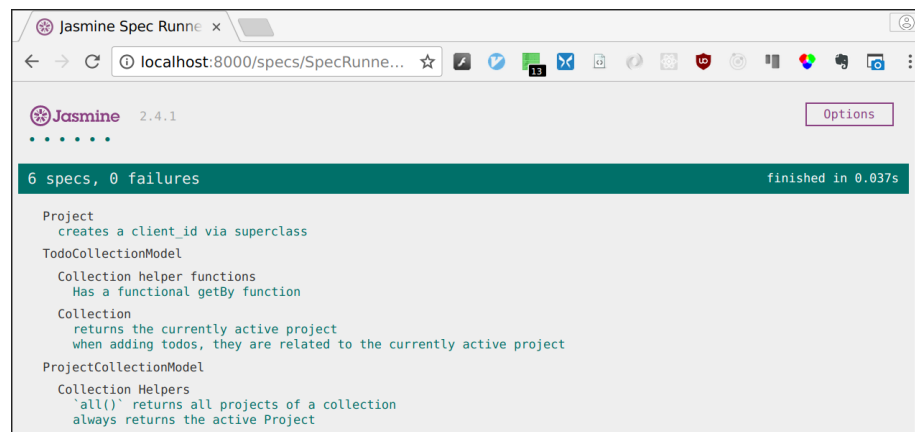 Jasmine Spec Runne
localhost:8000/specs/SpecRunne...
13
Jasmine 2.4.1
Options
6 specs, 0 failures
finished in 0.037s
Project
creates a client_id via superclass
TodoCollectionModel
Collection helper functions
Has a functional getBy function
Collection
returns the currently active project
when adding todos, they are related to the currently active project
ProjectCollectionModel
Collection Helpers
`all()` returns all projects of a collection
always returns the active Project